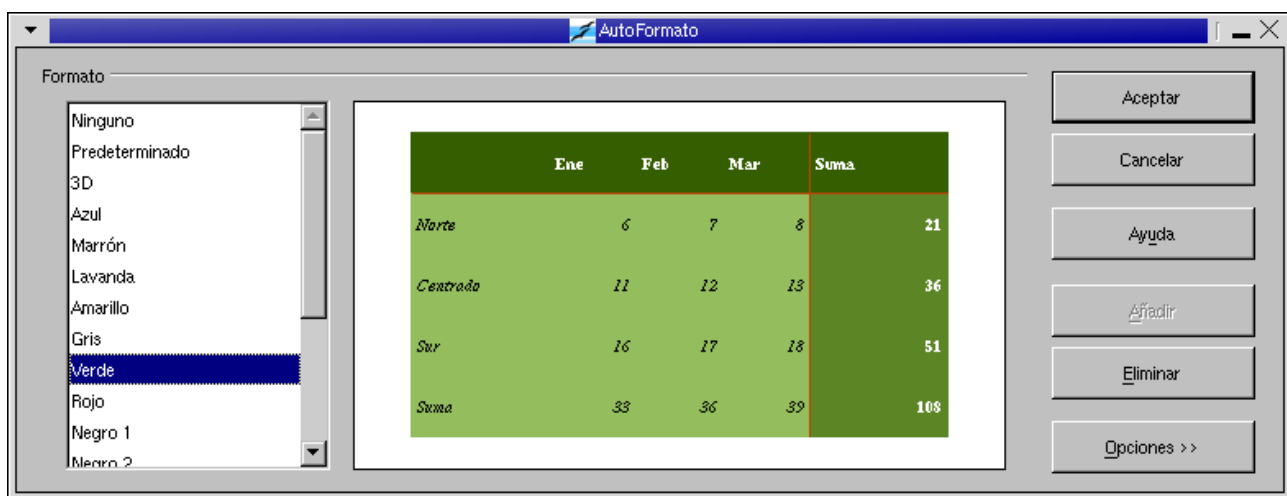 AutoFormato
Formato
Ninguno
Predeterminado
3D
Azul
Marrón
Lavanda
Amarillo
Gris
Verde
Rojo
Negro 1
Negro 2
Ene Feb Mar Suma
Norte 6 7 8 21
Centrado 11 12 13 36
Sur 16 17 18 51
Suma 33 36 39 108
Aceptar
Cancelar
Ayuda
Añadir
Eliminar
Opciones >>